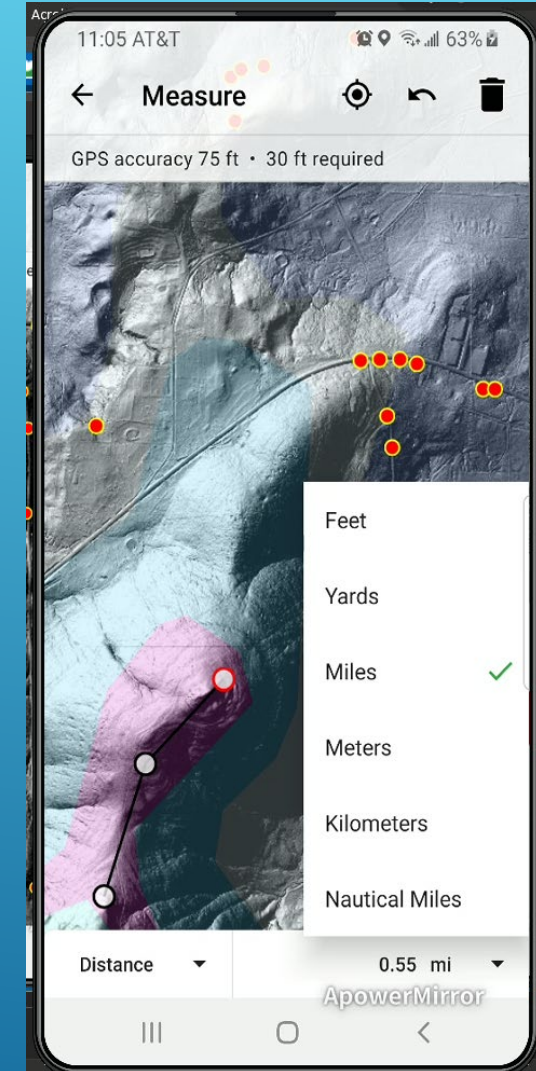 Acro
11:05 AT&T 63%
Measure
GPS accuracy 75 ft • 30 ft required
Feet
Yards
Miles
Meters
Kilometers
Nautical Miles
Distance 0.55 mi
ApowerMirror